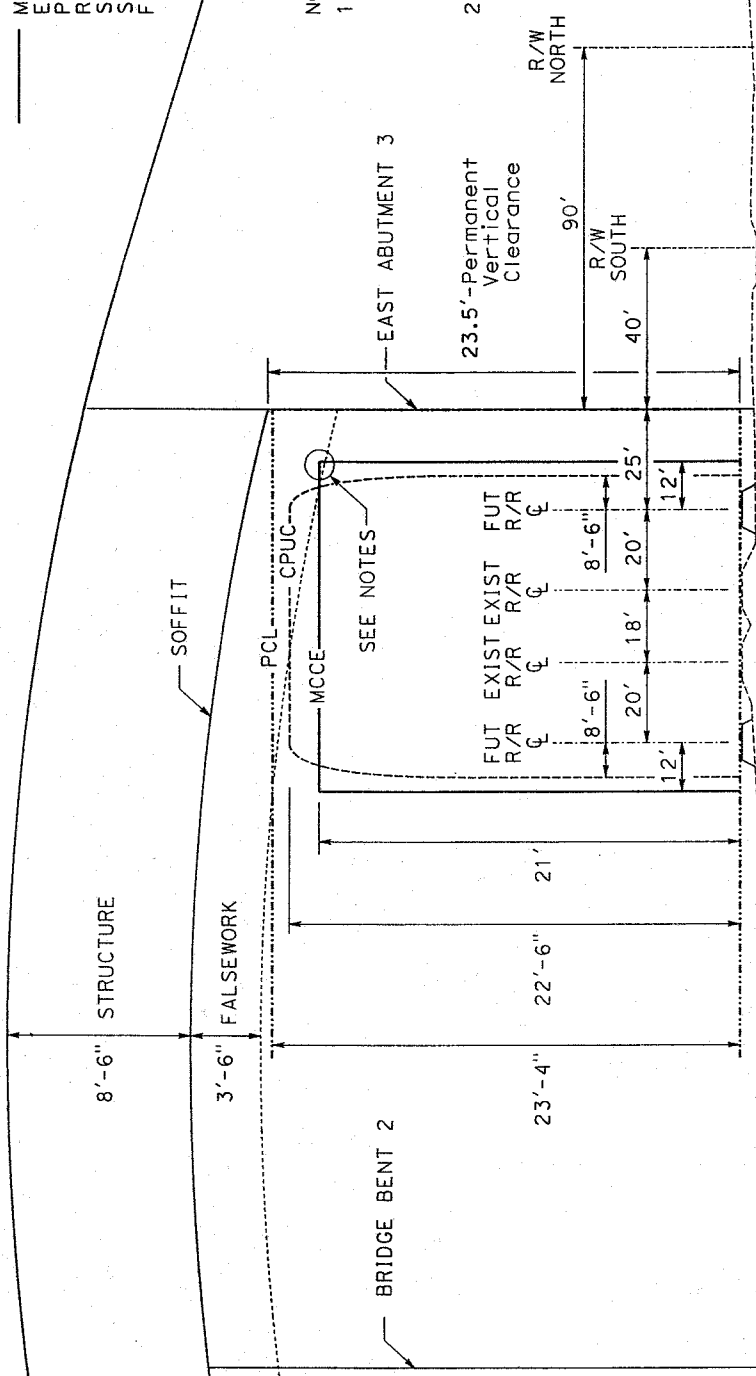 M
E
P
R
S
S
F
N
1
2
8'-6" STRUCTURE
3'-6" FALSEWORK
SOFFIT
PCL
CPUC
MCCE
SEE NOTES
EAST ABUTMENT 3
23.5'-Permanent
Vertical
Clearance
R/W
NORTH
90'
R/W
SOUTH
40'
BRIDGE BENT 2
23'-4"
22'-6"
21'
FUT
R/R
℄
EXIST
R/R
℄
EXIST
R/R
℄
FUT
R/R
℄
8'-6"
8'-6"
12'
20'
18'
20'
25'
12'